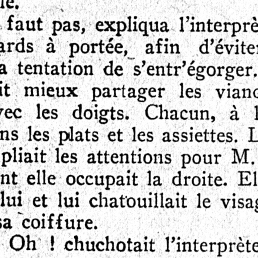 faut pas, expliqua l'interprè
ards à portée, afin d'éviter
a tentation de s'entr'égorger.
it mieux partager les vian
vec les doigts. Chacun, à l
ns les plats et les assiettes. L
pliait les attentions pour M.
nt elle occupait la droite. El
lui et lui chatouillait le visag
sa coiffure.
Oh ! chuchotait l'interprète